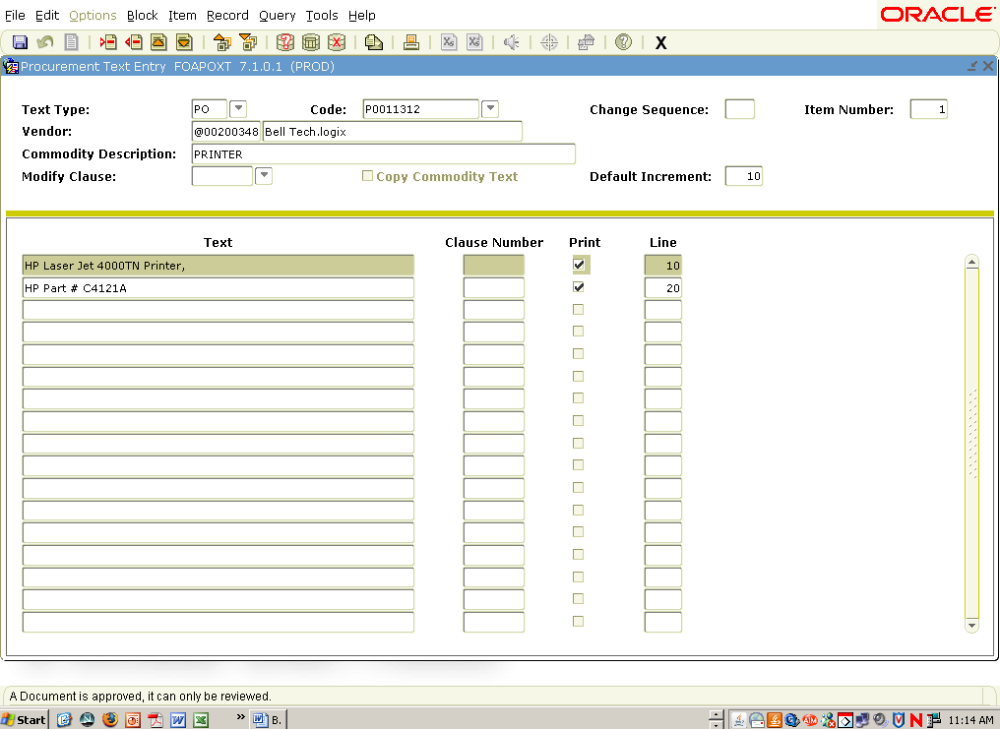 File Edit Options Block Item Record Query Tools Help
ORACLE
X
Procurement Text Entry FOAPOXT 7.1.0.1 (PROD)
Text Type: PO Code: P0011312 Change Sequence: Item Number: 1
Vendor: @00200348 Bell Tech.logix
Commodity Description: PRINTER
Modify Clause: Copy Commodity Text Default Increment: 10
Text Clause Number Print Line
HP Laser Jet 4000TN Printer, 10
HP Part # C4121A 20
A Document is approved, it can only be reviewed.
Start W X » W B. AIM V N 11:14 AM